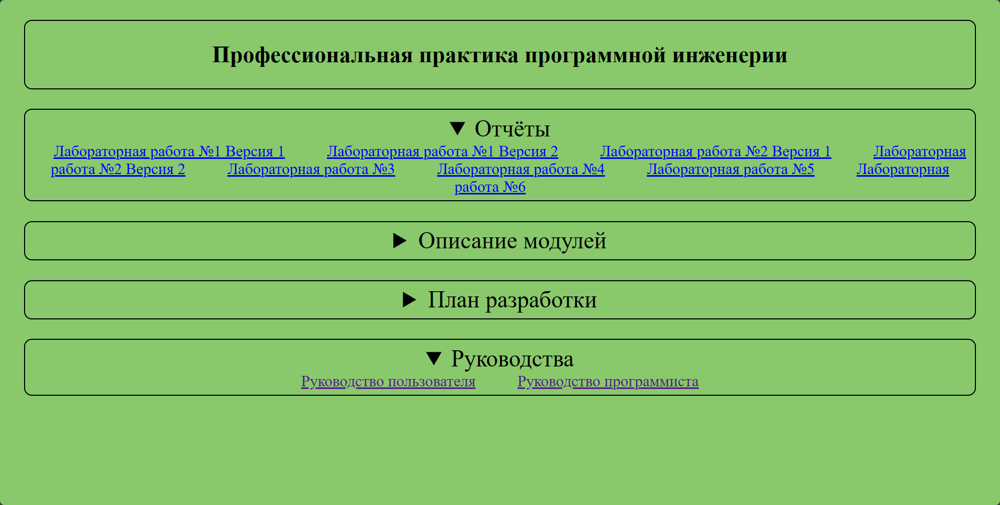 Профессиональная практика программной инженерии
Отчёты
Лабораторная работа №1 Версия 1 Лабораторная работа №1 Версия 2 Лабораторная работа №2 Версия 1 Лабораторная
работа №2 Версия 2 Лабораторная работа №3 Лабораторная работа №4 Лабораторная работа №5 Лабораторная
работа №6
Описание модулей
План разработки
Руководства
Руководство пользователя Руководство программиста